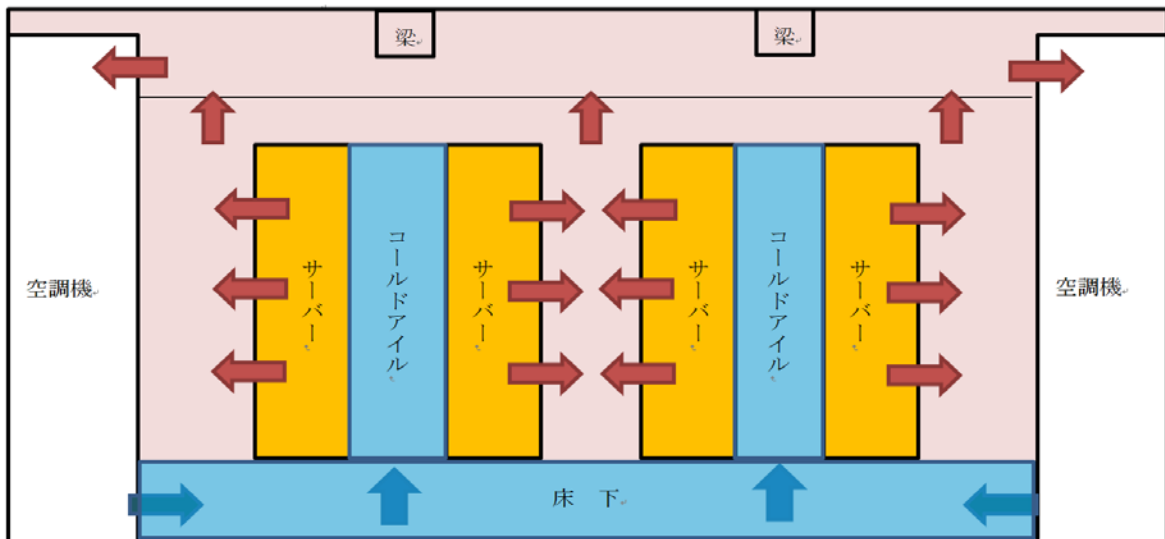 梁
梁
空調機
サーバー
コールドアイル
サーバー
サーバー
コールドアイル
サーバー
空調機
床　下